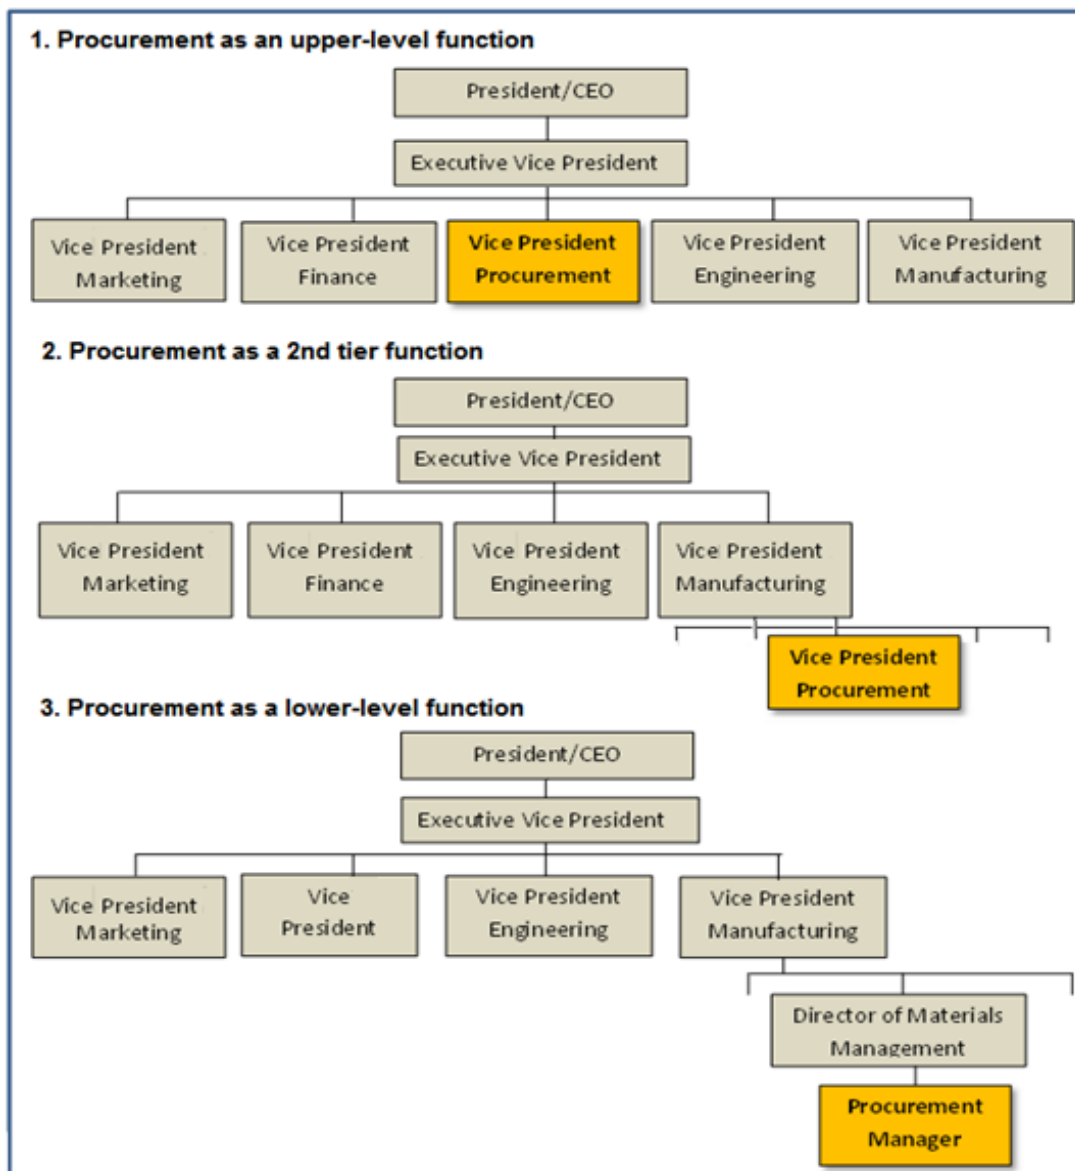 1. Procurement as an upper-level function
President/CEO
Executive Vice President
Vice President
Marketing
Vice President
Finance
Vice President
Procurement
Vice President
Engineering
Vice President
Manufacturing
2. Procurement as a 2nd tier function
President/CEO
Executive Vice President
Vice President
Marketing
Vice President
Finance
Vice President
Engineering
Vice President
Manufacturing
Vice President
Procurement
3. Procurement as a lower-level function
President/CEO
Executive Vice President
Vice President
Marketing
Vice
President
Vice President
Engineering
Vice President
Manufacturing
Director of Materials
Management
Procurement
Manager